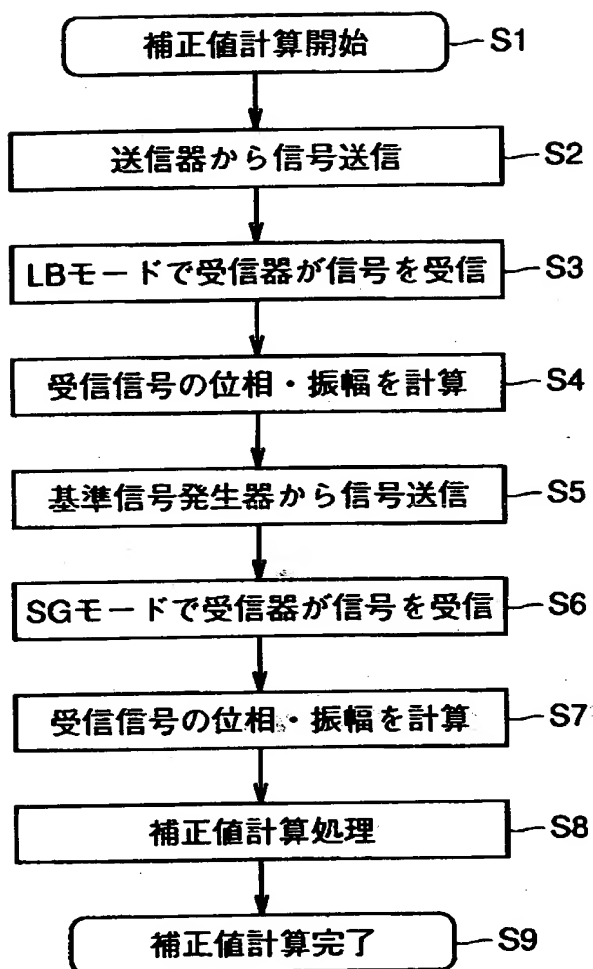 補正値計算開始 S1
送信器から信号送信 S2
LBモードで受信器が信号を受信 S3
受信信号の位相・振幅を計算 S4
基準信号発生器から信号送信 S5
SGモードで受信器が信号を受信 S6
受信信号の位相・振幅を計算 S7
補正値計算処理 S8
補正値計算完了 S9